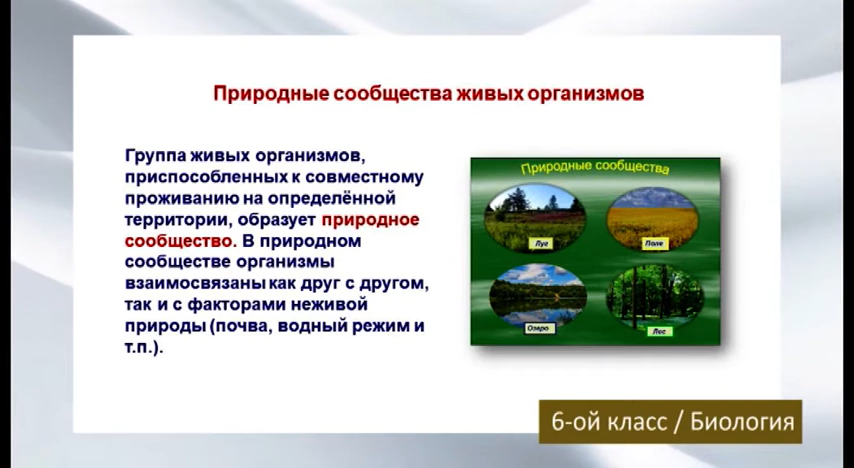 Природные сообщества живых организмов
Группа живых организмов,
приспособленных к совместному
проживанию на определённой
территории, образует природное
сообщество. В природном
сообществе организмы
взаимосвязаны как друг с другом,
так и с факторами неживой
природы (почва, водный режим и
т.п.).
Природные сообщества
Луг
Поле
Озеро
Лес
6-ой класс / Биология